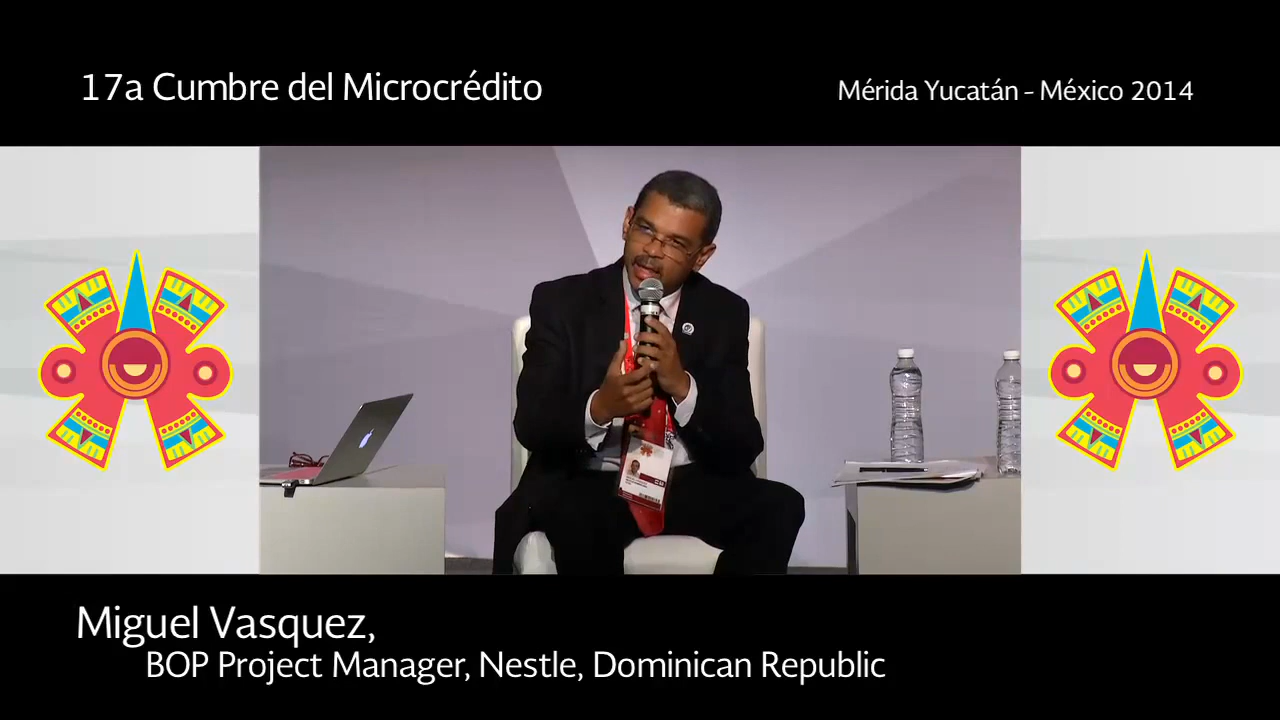 17a Cumbre del Microcrédito
Mérida Yucatán - México 2014
Miguel Vasquez,
BOP Project Manager, Nestle, Dominican Republic